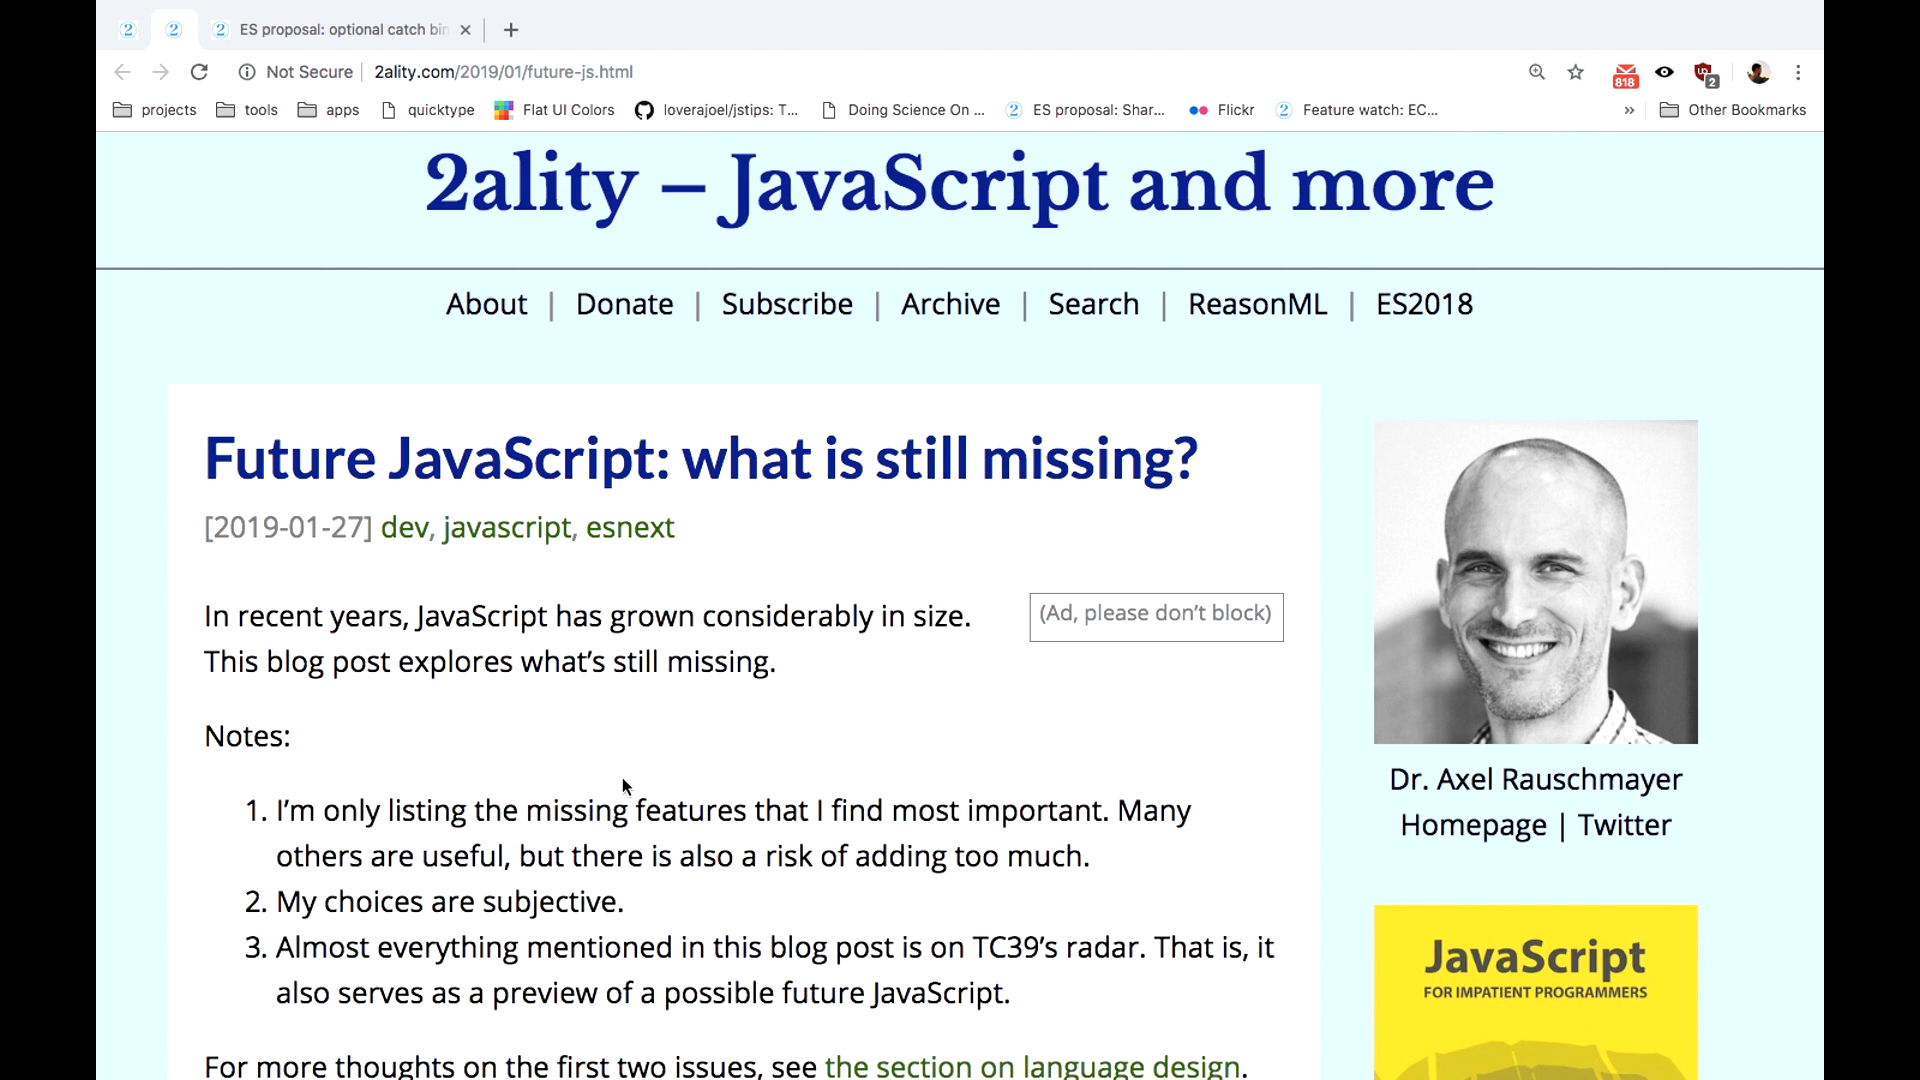 2
2
2 ES proposal: optional catch bin
Not Secure 2ality.com/2019/01/future-js.html
818
2
projects tools apps quicktype Flat UI Colors loverajoel/jstips: T... Doing Science On ... 2 ES proposal: Shar... Flickr 2 Feature watch: EC... » Other Bookmarks
2ality – JavaScript and more
About | Donate | Subscribe | Archive | Search | ReasonML | ES2018
Future JavaScript: what is still missing?
[2019-01-27] dev, javascript, esnext
In recent years, JavaScript has grown considerably in size.
This blog post explores what’s still missing.
(Ad, please don’t block)
Notes:
1. I’m only listing the missing features that I find most important. Many
others are useful, but there is also a risk of adding too much.
2. My choices are subjective.
3. Almost everything mentioned in this blog post is on TC39’s radar. That is, it
also serves as a preview of a possible future JavaScript.
For more thoughts on the first two issues, see the section on language design.
Dr. Axel Rauschmayer
Homepage | Twitter
JavaScript
FOR IMPATIENT PROGRAMMERS